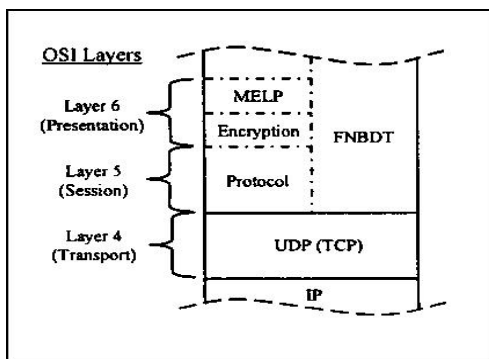 OSI Layers
Layer 6
(Presentation)
MELP
Encryption
FNBDT
Layer 5
(Session)
Protocol
Layer 4
(Transport)
UDP (TCP)
IP